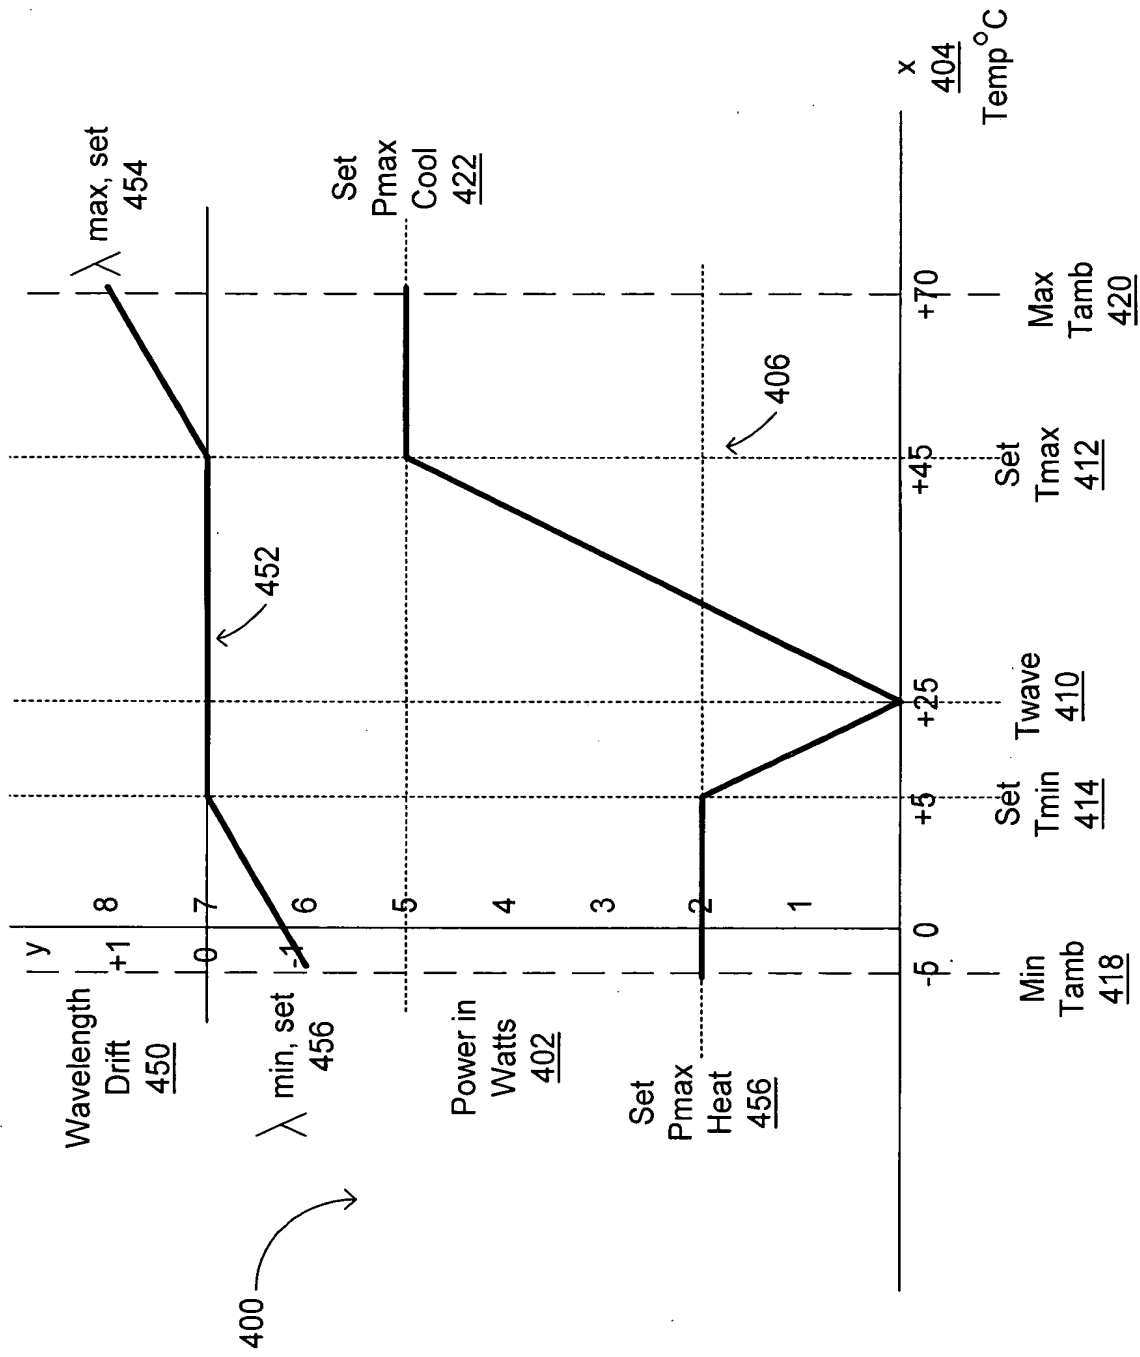 y
Wavelength
Drift
450
+1
8
0
7
-1
6
λ max, set
454
λ min, set
456
452
5
Set
Pmax
Cool
422
Power in
Watts
402
4
3
Set
Pmax
Heat
456
2
1
406
400
-5
0
+5
+25
+45
+70
x
404
Temp°C
Min
Tamb
418
Set
Tmin
414
Twave
410
Set
Tmax
412
Max
Tamb
420